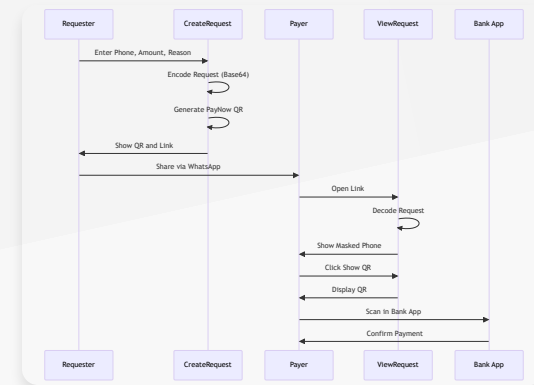 Requester
CreateRequest
Payer
ViewRequest
Bank App
Enter Phone, Amount, Reason
Encode Request (Base64)
Generate PayNow QR
Show QR and Link
Share via WhatsApp
Open Link
Decode Request
Show Masked Phone
Click Show QR
Display QR
Scan in Bank App
Confirm Payment
Requester
CreateRequest
Payer
ViewRequest
Bank App